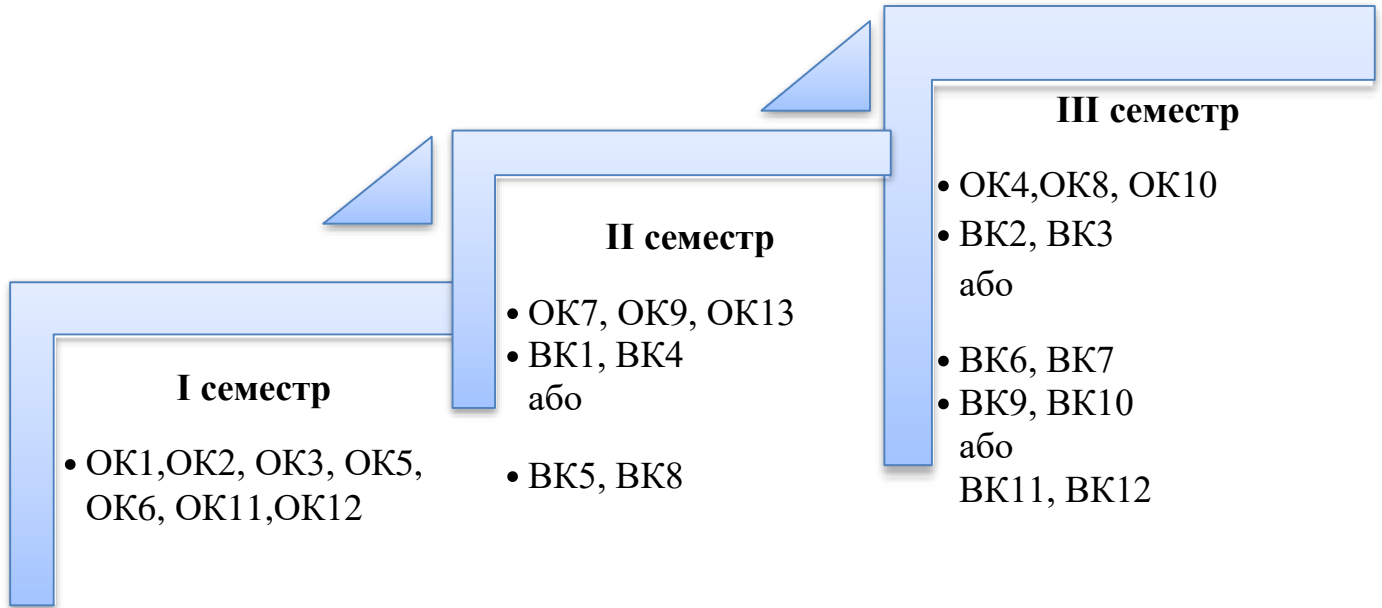 I семестр
• ОК1,ОК2, ОК3, ОК5,
ОК6, ОК11,ОК12
II семестр
• ОК7, ОК9, ОК13
• ВК1, ВК4
або
• ВК5, ВК8
III семестр
• ОК4,ОК8, ОК10
• ВК2, ВК3
або
• ВК6, ВК7
• ВК9, ВК10
або
ВК11, ВК12